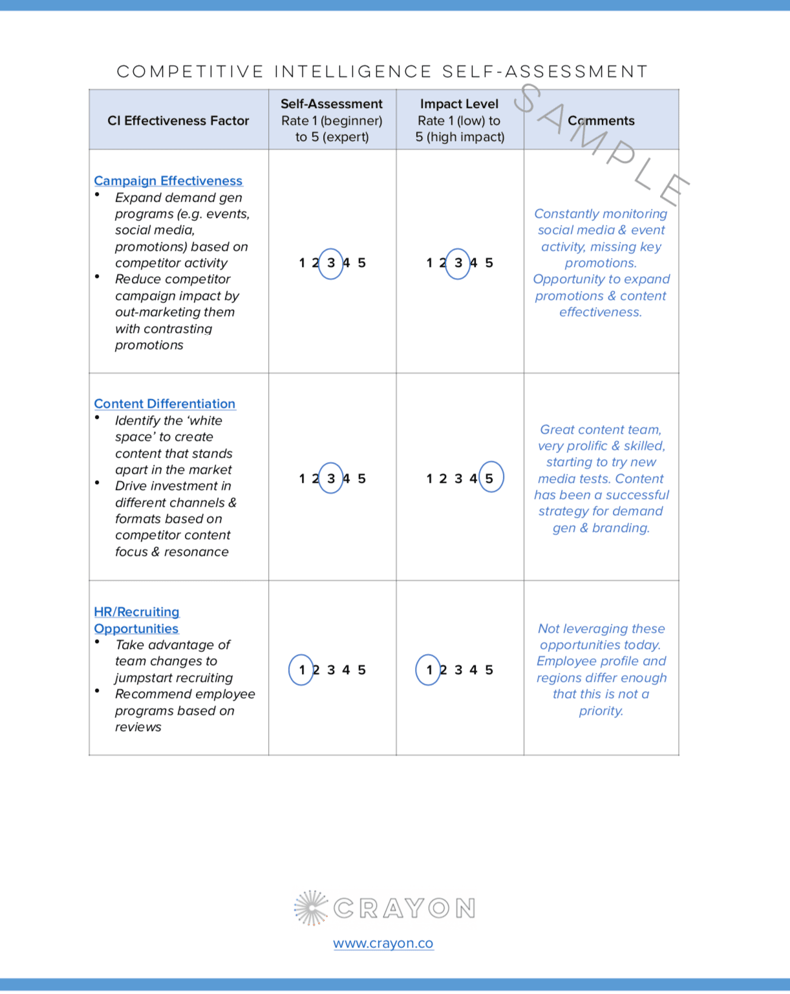 COMPETITIVE INTELLIGENCE SELF-ASSESSMENT
SAMPLE
CI Effectiveness Factor
Self-Assessment
Rate 1 (beginner)
to 5 (expert)
Impact Level
Rate 1 (low) to
5 (high impact)
Comments
Campaign Effectiveness
• Expand demand gen
programs (e.g. events,
social media,
promotions) based on
competitor activity
• Reduce competitor
campaign impact by
out-marketing them
with contrasting
promotions
1 2 3 4 5
1 2 3 4 5
Constantly monitoring
social media & event
activity, missing key
promotions.
Opportunity to expand
promotions & content
effectiveness.
Content Differentiation
• Identify the ‘white
space’ to create
content that stands
apart in the market
• Drive investment in
different channels &
formats based on
competitor content
focus & resonance
1 2 3 4 5
1 2 3 4 5
Great content team,
very prolific & skilled,
starting to try new
media tests. Content
has been a successful
strategy for demand
gen & branding.
HR/Recruiting
Opportunities
• Take advantage of
team changes to
jumpstart recruiting
• Recommend employee
programs based on
reviews
1 2 3 4 5
1 2 3 4 5
Not leveraging these
opportunities today.
Employee profile and
regions differ enough
that this is not a
priority.
CRAYON
www.crayon.co